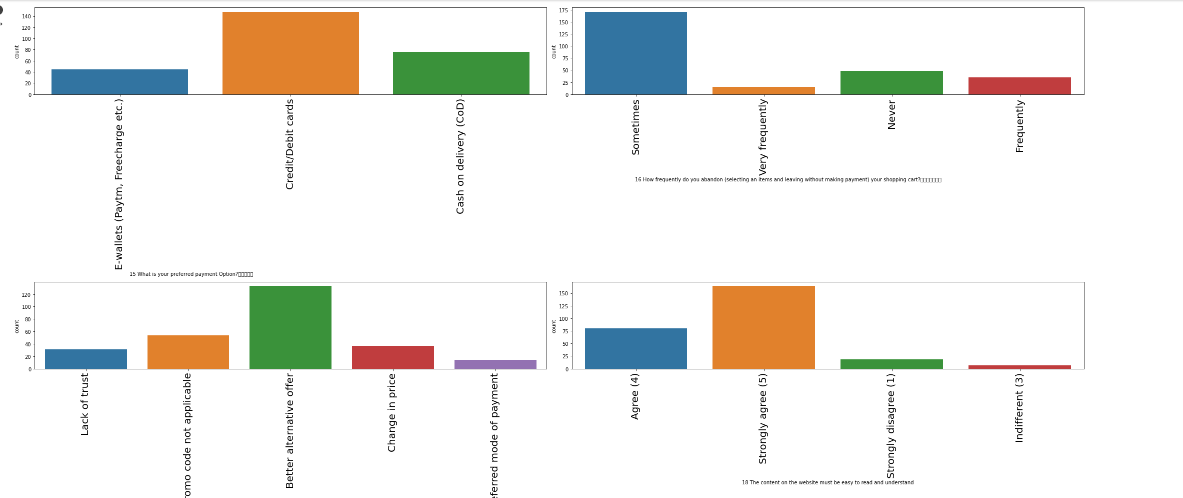 140
120
100
80
60
40
20
0
count
E-wallets (Paytm, Freecharge etc.)
Credit/Debit cards
Cash on delivery (CoD)
15 What is your preferred payment Option?
175
150
125
100
75
50
25
0
count
Sometimes
Very frequently
Never
Frequently
16 How frequently do you abandon (selecting an items and leaving without making payment) your shopping cart?
120
100
80
60
40
20
0
count
Lack of trust
omo code not applicable
Better alternative offer
Change in price
eferred mode of payment
150
125
100
75
50
25
0
count
Agree (4)
Strongly agree (5)
Strongly disagree (1)
Indifferent (3)
18 The content on the website must be easy to read and understand